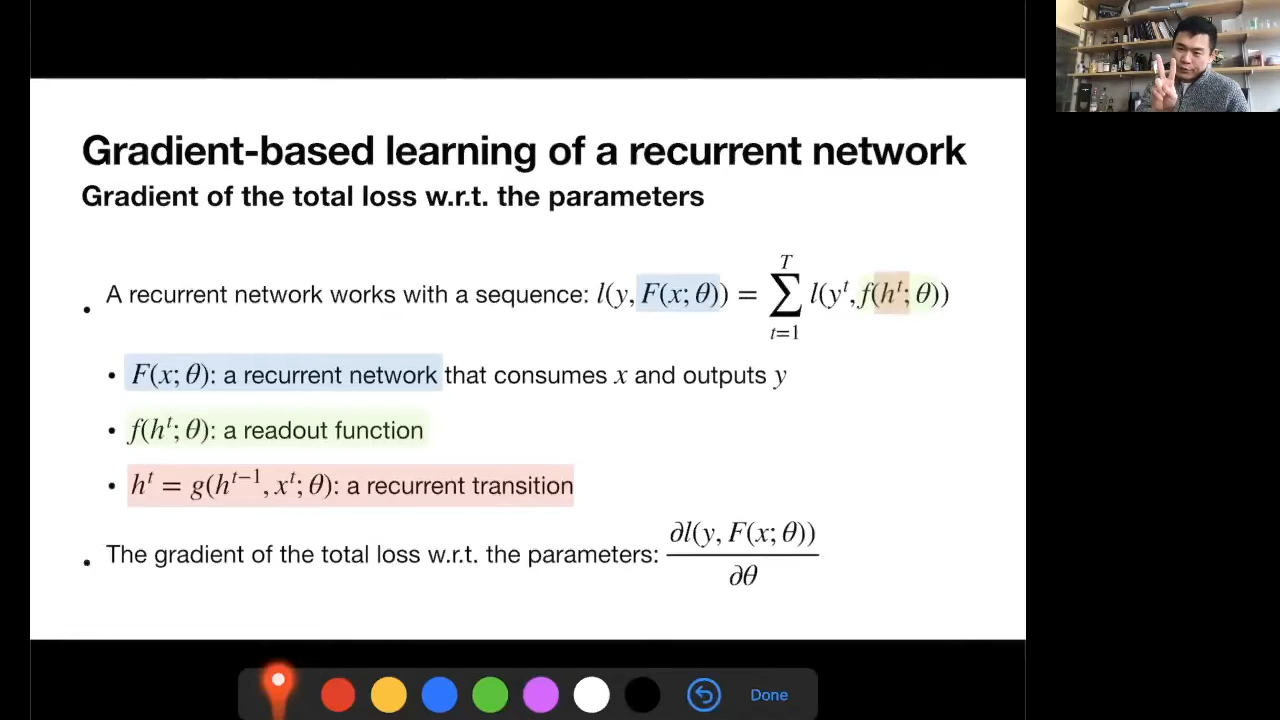 Gradient-based learning of a recurrent network
Gradient of the total loss w.r.t. the parameters
• A recurrent network works with a sequence: l(y, F(x; θ)) = ∑_{t=1}^{T} l(y^t, f(h^t; θ))
• F(x; θ): a recurrent network that consumes x and outputs y
• f(h^t; θ): a readout function
• h^t = g(h^{t−1}, x^t; θ): a recurrent transition
• The gradient of the total loss w.r.t. the parameters: ∂l(y, F(x; θ)) / ∂θ
Done